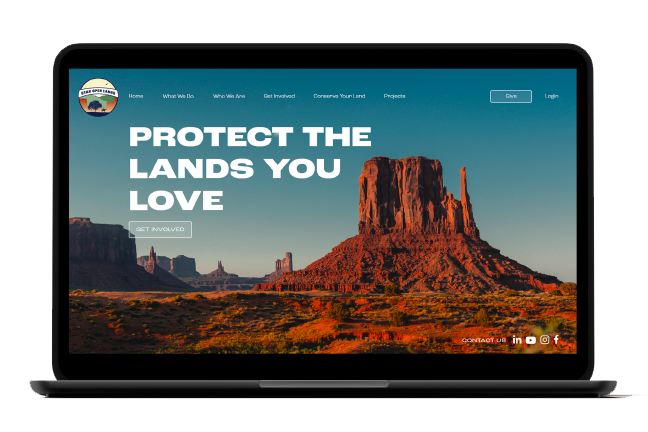 UTAH OPEN LANDS
Home What We Do Who We Are Get Involved Conserve Your Land Projects Give Login
PROTECT THE
LANDS YOU
LOVE
GET INVOLVED
CONTACT US